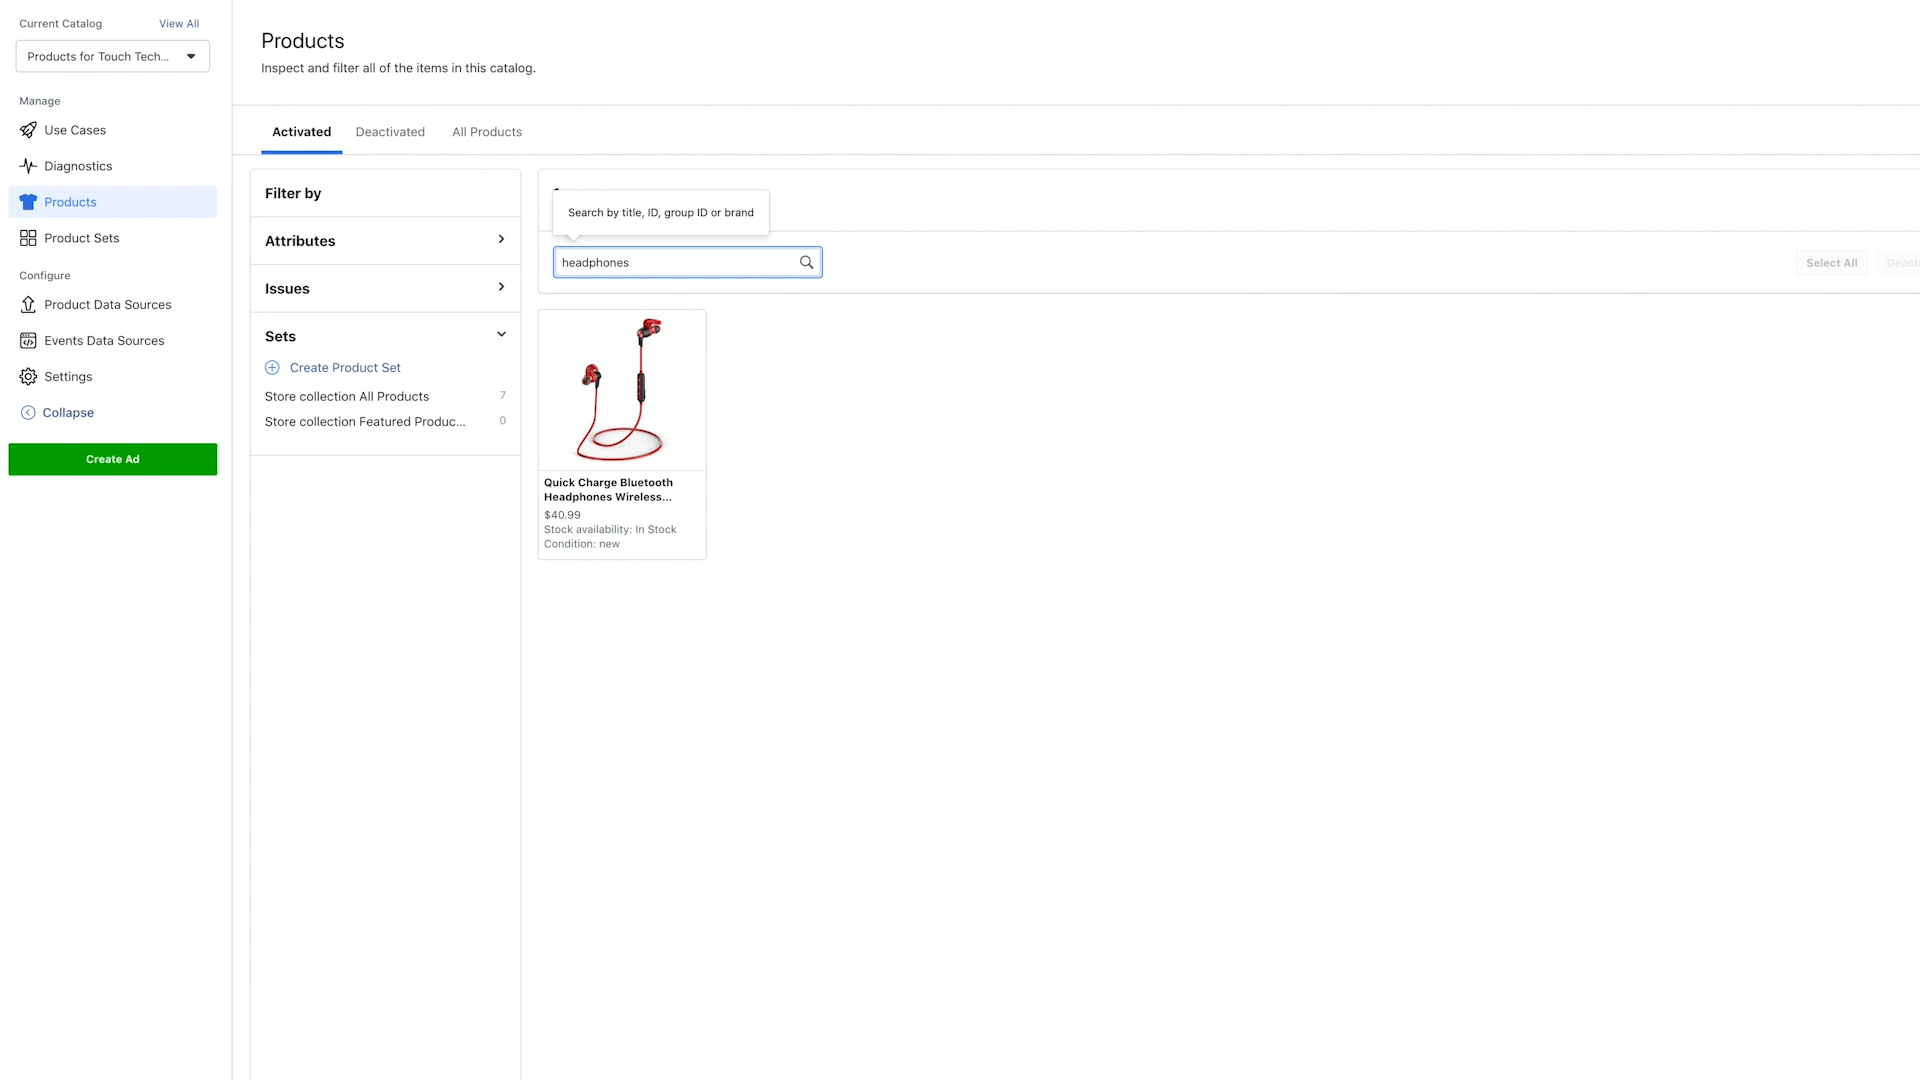 Current Catalog
View All
Products for Touch Tech...
Manage
Use Cases
Diagnostics
Products
Product Sets
Configure
Product Data Sources
Events Data Sources
Settings
Collapse
Create Ad
Products
Inspect and filter all of the items in this catalog.
Activated
Deactivated
All Products
Filter by
Attributes
Issues
Sets
Create Product Set
Store collection All Products 7
Store collection Featured Produc... 0
Search by title, ID, group ID or brand
headphones
Select All
Deacti
Quick Charge Bluetooth
Headphones Wireless...
$40.99
Stock availability: In Stock
Condition: new